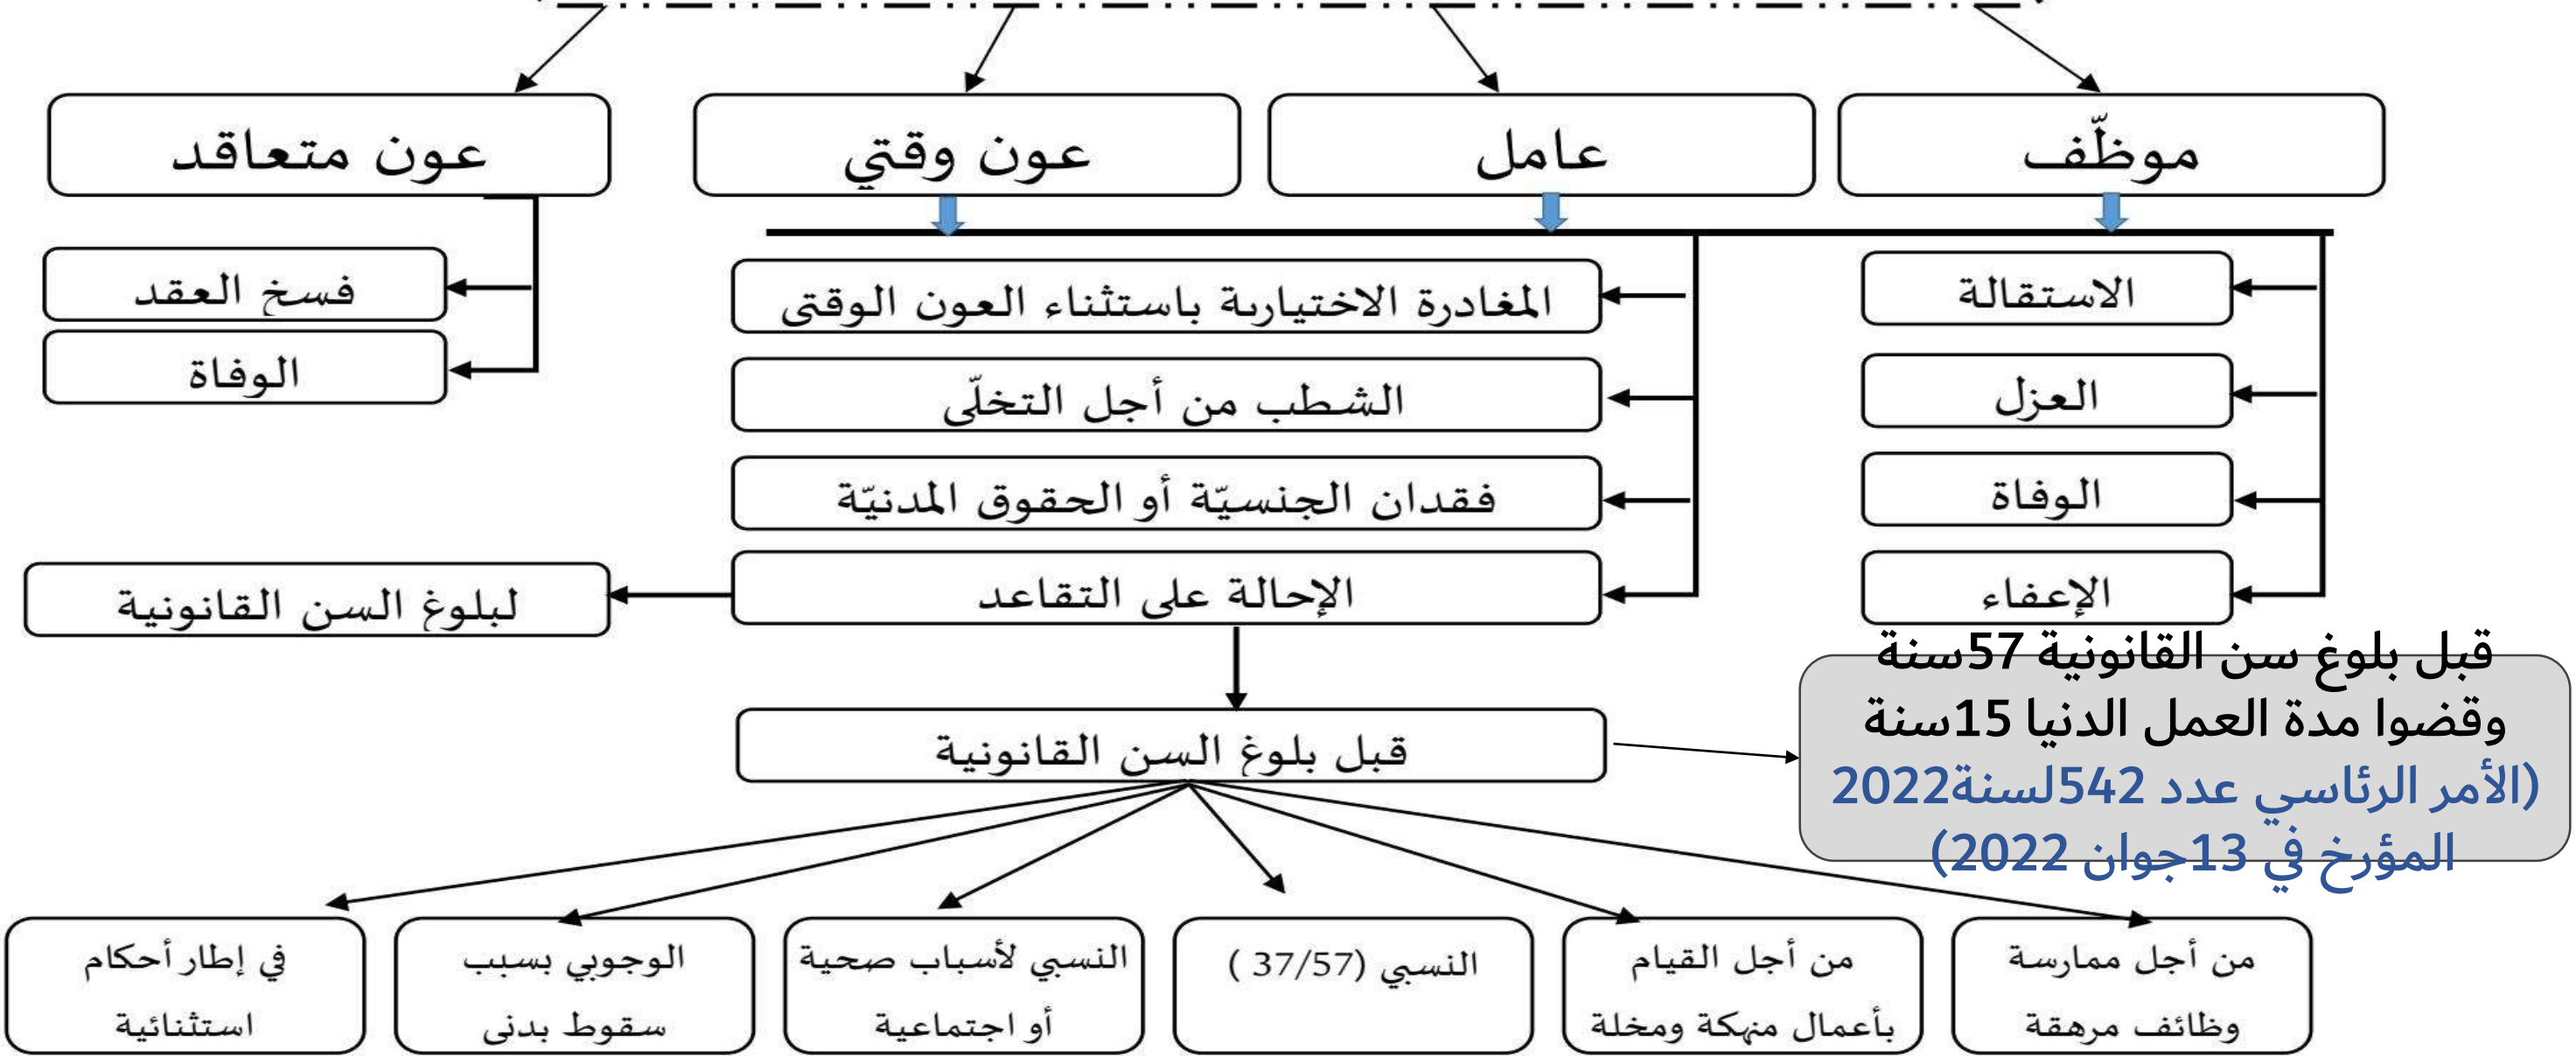 موظّف
عامل
عون وقتي
عون متعاقد
الاستقالة
العزل
الوفاة
الإعفاء
المغادرة الاختيارية باستثناء العون الوقتي
الشطب من أجل التخلّي
فقدان الجنسيّة أو الحقوق المدنيّة
الإحالة على التقاعد
فسخ العقد
الوفاة
لبلوغ السن القانونية
قبل بلوغ السن القانونية
قبل بلوغ سن القانونية 57سنة
وقضوا مدة العمل الدنيا 15سنة
(الأمر الرئاسي عدد 542لسنة2022
المؤرخ في 13جوان 2022)
من أجل ممارسة
وظائف مرهقة
من أجل القيام
بأعمال منهكة ومخلة
النسبي (37/57 )
النسبي لأسباب صحية
أو اجتماعية
الوجوبي بسبب
سقوط بدنى
في إطار أحكام
استثنائية